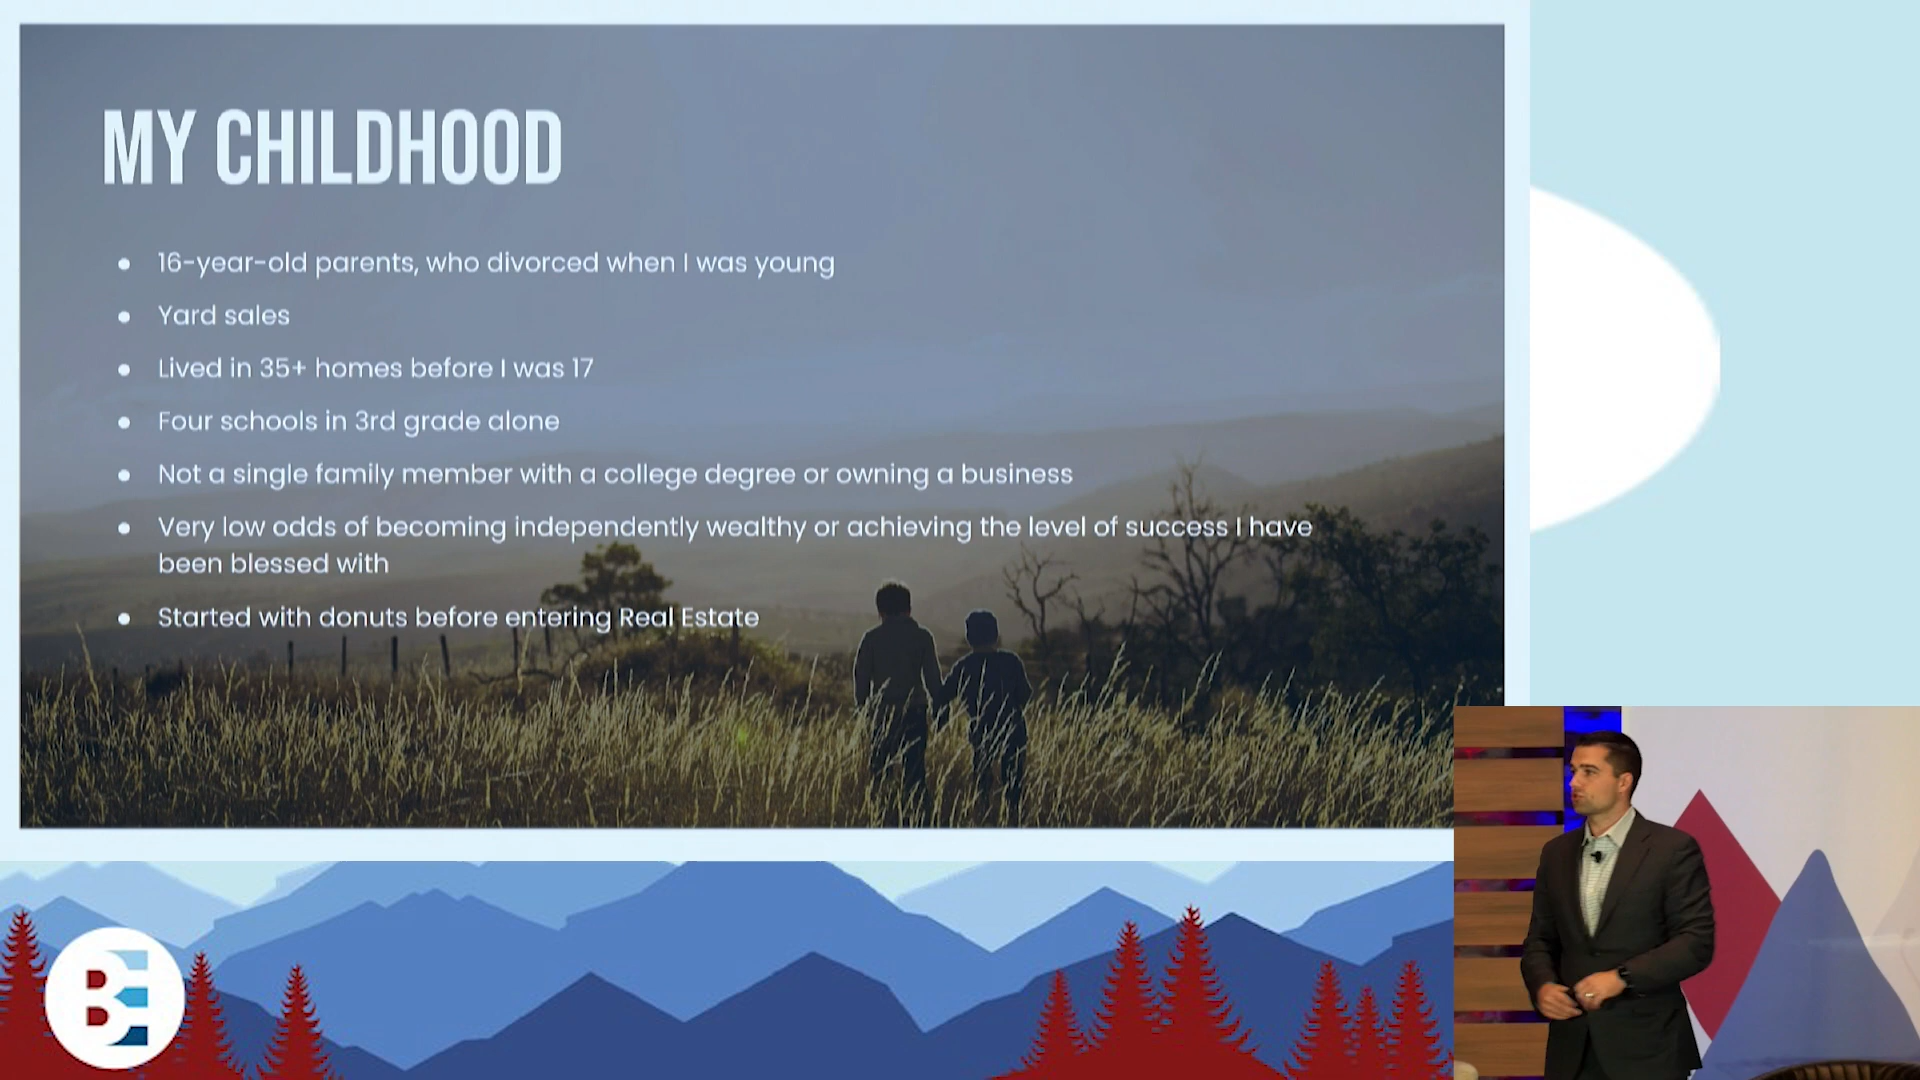 MY CHILDHOOD
16-year-old parents, who divorced when I was young
Yard sales
Lived in 35+ homes before I was 17
Four schools in 3rd grade alone
Not a single family member with a college degree or owning a business
Very low odds of becoming independently wealthy or achieving the level of success I have
been blessed with
Started with donuts before entering Real Estate
BE